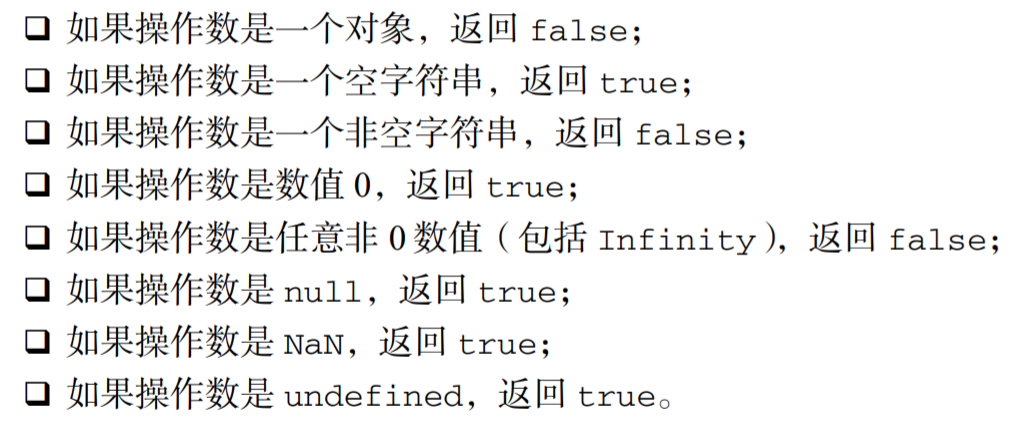 ❑ 如果操作数是一个对象，返回 false；
❑ 如果操作数是一个空字符串，返回 true；
❑ 如果操作数是一个非空字符串，返回 false；
❑ 如果操作数是数值 0，返回 true；
❑ 如果操作数是任意非 0 数值（包括 Infinity），返回 false；
❑ 如果操作数是 null，返回 true；
❑ 如果操作数是 NaN，返回 true；
❑ 如果操作数是 undefined，返回 true。